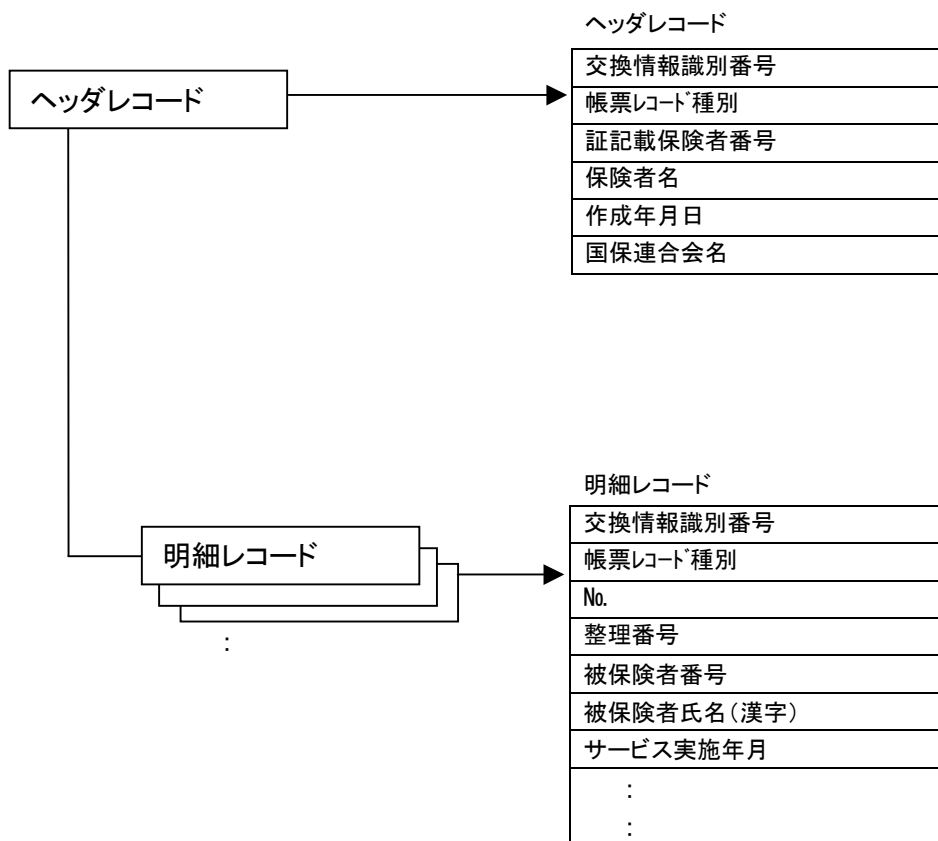 ヘッダレコード
ヘッダレコード
交換情報識別番号
帳票ﾚｺｰﾄﾞ種別
証記載保険者番号
保険者名
作成年月日
国保連合会名
明細レコード
:
明細レコード
交換情報識別番号
帳票ﾚｺｰﾄﾞ種別
№
整理番号
被保険者番号
被保険者氏名(漢字)
サービス実施年月
:
: